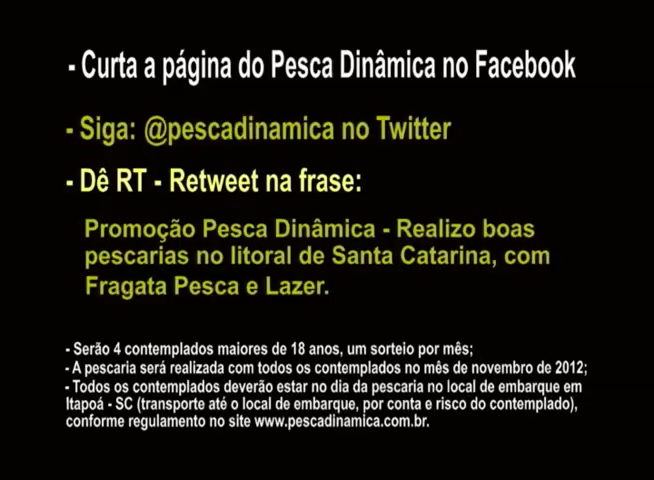 - Curta a página do Pesca Dinâmica no Facebook
- Siga: @pescadinamica no Twitter
- Dê RT - Retweet na frase:
Promoção Pesca Dinâmica - Realizo boas
pescarias no litoral de Santa Catarina, com
Fragata Pesca e Lazer.
- Serão 4 contemplados maiores de 18 anos, um sorteio por mês;
- A pescaria será realizada com todos os contemplados no mês de novembro de 2012;
- Todos os contemplados deverão estar no dia da pescaria no local de embarque em
Itapoá - SC (transporte até o local de embarque, por conta e risco do contemplado),
conforme regulamento no site www.pescadinamica.com.br.